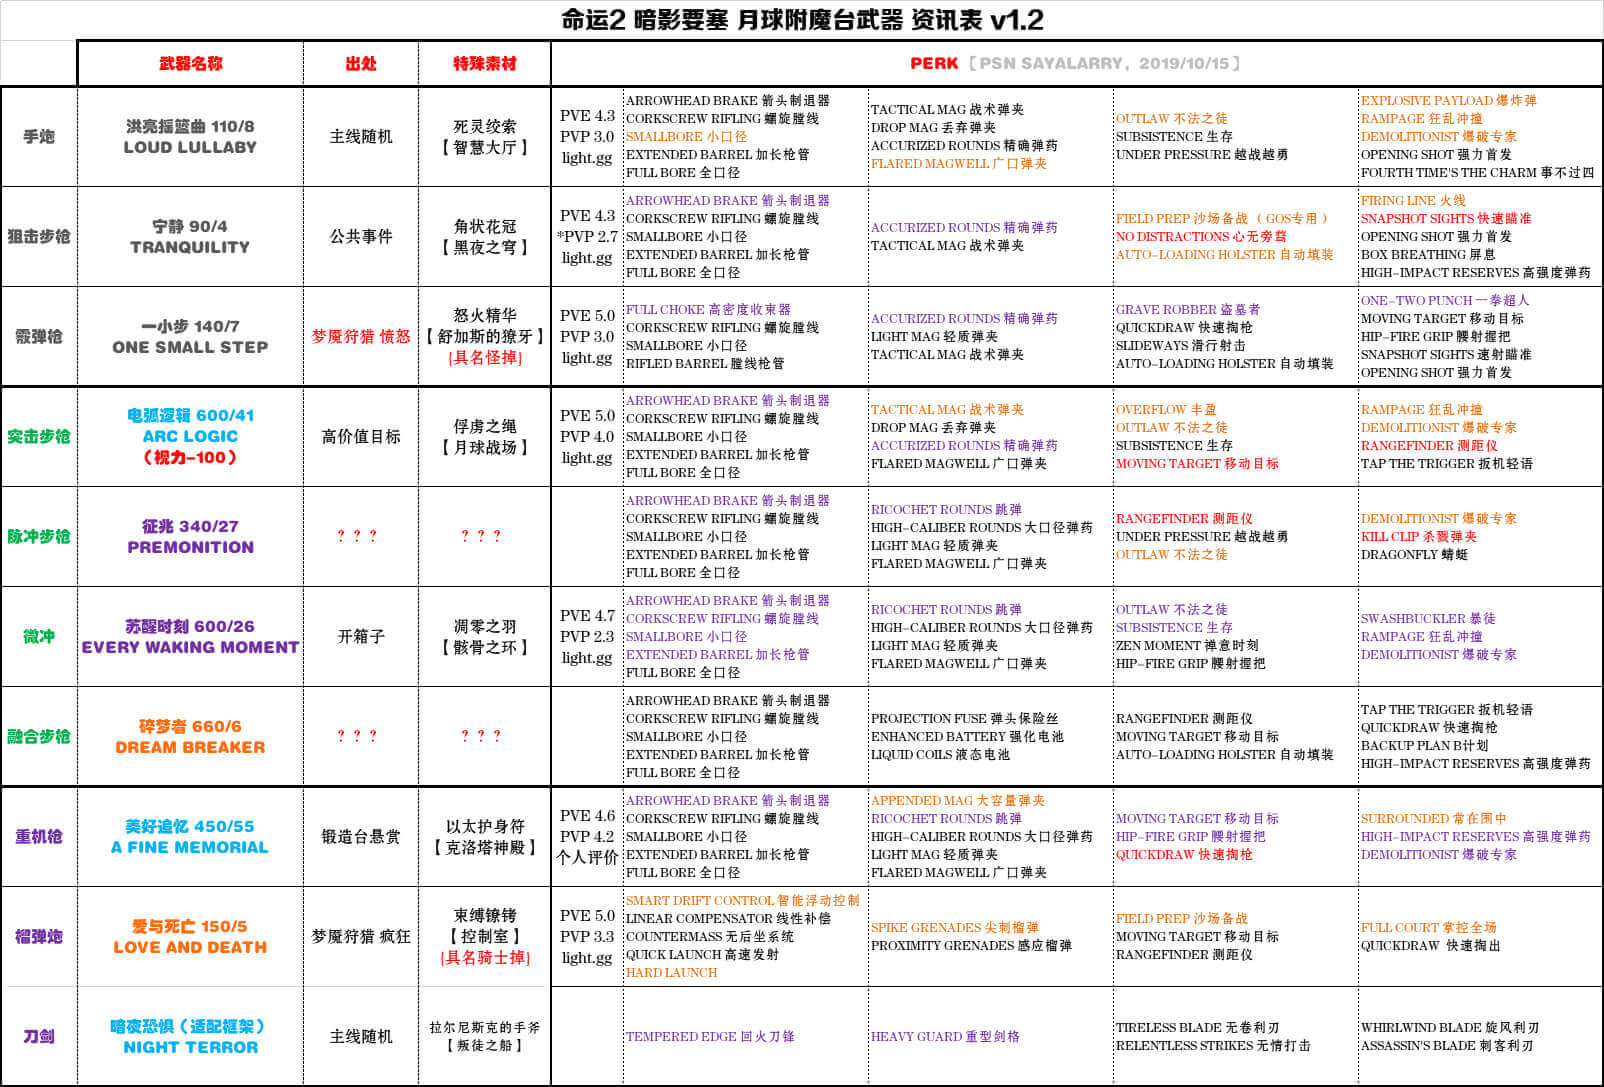 命运2 暗影要塞 月球附魔台武器 资讯表 v1.2
武器名称
出处
特殊素材
PERK【PSN SAYALARRY，2019/10/15】
手炮
洪亮摇篮曲 110/8
LOUD LULLABY
主线随机
死灵绞索
【智慧大厅】
PVE 4.3
PVP 3.0
light.gg
ARROWHEAD BRAKE 箭头制退器
CORKSCREW RIFLING 螺旋膛线
SMALLBORE 小口径
EXTENDED BARREL 加长枪管
FULL BORE 全口径
TACTICAL MAG 战术弹夹
DROP MAG 丢弃弹夹
ACCURIZED ROUNDS 精确弹药
FLARED MAGWELL 广口弹夹
OUTLAW 不法之徒
SUBSISTENCE 生存
UNDER PRESSURE 越战越勇
EXPLOSIVE PAYLOAD 爆炸弹
RAMPAGE 狂乱冲撞
DEMOLITIONIST 爆破专家
OPENING SHOT 强力首发
FOURTH TIME'S THE CHARM 事不过四
狙击步枪
宁静 90/4
TRANQUILITY
公共事件
角状花冠
【黑夜之穹】
PVE 4.3
*PVP 2.7
light.gg
ARROWHEAD BRAKE 箭头制退器
CORKSCREW RIFLING 螺旋膛线
SMALLBORE 小口径
EXTENDED BARREL 加长枪管
FULL BORE 全口径
ACCURIZED ROUNDS 精确弹药
TACTICAL MAG 战术弹夹
FIELD PREP 沙场备战（GOS专用）
NO DISTRACTIONS 心无旁骛
AUTO-LOADING HOLSTER 自动填装
FIRING LINE 火线
SNAPSHOT SIGHTS 快速瞄准
OPENING SHOT 强力首发
BOX BREATHING 屏息
HIGH-IMPACT RESERVES 高强度弹药
霰弹枪
一小步 140/7
ONE SMALL STEP
梦魇狩猎 愤怒
怒火精华
【舒加斯的獠牙】
{具名怪掉}
PVE 5.0
PVP 3.0
light.gg
FULL CHOKE 高密度收束器
CORKSCREW RIFLING 螺旋膛线
SMALLBORE 小口径
RIFLED BARREL 膛线枪管
ACCURIZED ROUNDS 精确弹药
LIGHT MAG 轻质弹夹
TACTICAL MAG 战术弹夹
GRAVE ROBBER 盗墓者
QUICKDRAW 快速掏枪
SLIDEWAYS 滑行射击
AUTO-LOADING HOLSTER 自动填装
ONE-TWO PUNCH 一拳超人
MOVING TARGET 移动目标
HIP-FIRE GRIP 腰射握把
SNAPSHOT SIGHTS 速射瞄准
OPENING SHOT 强力首发
突击步枪
电弧逻辑 600/41
ARC LOGIC
（视力-100）
高价值目标
俘虏之绳
【月球战场】
PVE 5.0
PVP 4.0
light.gg
ARROWHEAD BRAKE 箭头制退器
CORKSCREW RIFLING 螺旋膛线
SMALLBORE 小口径
EXTENDED BARREL 加长枪管
FULL BORE 全口径
TACTICAL MAG 战术弹夹
DROP MAG 丢弃弹夹
ACCURIZED ROUNDS 精确弹药
FLARED MAGWELL 广口弹夹
OVERFLOW 丰盈
OUTLAW 不法之徒
SUBSISTENCE 生存
MOVING TARGET 移动目标
RAMPAGE 狂乱冲撞
DEMOLITIONIST 爆破专家
RANGEFINDER 测距仪
TAP THE TRIGGER 扳机轻语
脉冲步枪
征兆 340/27
PREMONITION
？？？
？？？
ARROWHEAD BRAKE 箭头制退器
CORKSCREW RIFLING 螺旋膛线
SMALLBORE 小口径
EXTENDED BARREL 加长枪管
FULL BORE 全口径
RICOCHET ROUNDS 跳弹
HIGH-CALIBER ROUNDS 大口径弹药
LIGHT MAG 轻质弹夹
FLARED MAGWELL 广口弹夹
RANGEFINDER 测距仪
UNDER PRESSURE 越战越勇
OUTLAW 不法之徒
DEMOLITIONIST 爆破专家
KILL CLIP 杀戮弹夹
DRAGONFLY 蜻蜓
微冲
苏醒时刻 600/26
EVERY WAKING MOMENT
开箱子
凋零之羽
【骸骨之环】
PVE 4.7
PVP 2.3
light.gg
ARROWHEAD BRAKE 箭头制退器
CORKSCREW RIFLING 螺旋膛线
SMALLBORE 小口径
EXTENDED BARREL 加长枪管
FULL BORE 全口径
RICOCHET ROUNDS 跳弹
HIGH-CALIBER ROUNDS 大口径弹药
LIGHT MAG 轻质弹夹
FLARED MAGWELL 广口弹夹
OUTLAW 不法之徒
SUBSISTENCE 生存
ZEN MOMENT 禅意时刻
HIP-FIRE GRIP 腰射握把
SWASHBUCKLER 暴徒
RAMPAGE 狂乱冲撞
DEMOLITIONIST 爆破专家
融合步枪
碎梦者 660/6
DREAM BREAKER
？？？
？？？
ARROWHEAD BRAKE 箭头制退器
CORKSCREW RIFLING 螺旋膛线
SMALLBORE 小口径
EXTENDED BARREL 加长枪管
FULL BORE 全口径
PROJECTION FUSE 弹头保险丝
ENHANCED BATTERY 强化电池
LIQUID COILS 液态电池
RANGEFINDER 测距仪
MOVING TARGET 移动目标
AUTO-LOADING HOLSTER 自动填装
TAP THE TRIGGER 扳机轻语
QUICKDRAW 快速掏枪
BACKUP PLAN B计划
HIGH-IMPACT RESERVES 高强度弹药
重机枪
美好追忆 450/55
A FINE MEMORIAL
锻造台悬赏
以太护身符
【克洛塔神殿】
PVE 4.6
PVP 4.2
个人评价
ARROWHEAD BRAKE 箭头制退器
CORKSCREW RIFLING 螺旋膛线
SMALLBORE 小口径
EXTENDED BARREL 加长枪管
FULL BORE 全口径
APPENDED MAG 大容量弹夹
RICOCHET ROUNDS 跳弹
HIGH-CALIBER ROUNDS 大口径弹药
LIGHT MAG 轻质弹夹
FLARED MAGWELL 广口弹夹
MOVING TARGET 移动目标
HIP-FIRE GRIP 腰射握把
QUICKDRAW 快速掏枪
SURROUNDED 常在围中
HIGH-IMPACT RESERVES 高强度弹药
DEMOLITIONIST 爆破专家
榴弹炮
爱与死亡 150/5
LOVE AND DEATH
梦魇狩猎 疯狂
束缚镣铐
【控制室】
{具名骑士掉}
PVE 5.0
PVP 3.3
light.gg
SMART DRIFT CONTROL 智能浮动控制
LINEAR COMPENSATOR 线性补偿
COUNTERMASS 无后坐系统
QUICK LAUNCH 高速发射
HARD LAUNCH
SPIKE GRENADES 尖刺榴弹
PROXIMITY GRENADES 感应榴弹
FIELD PREP 沙场备战
MOVING TARGET 移动目标
RANGEFINDER 测距仪
FULL COURT 掌控全场
QUICKDRAW 快速掏出
刀剑
暗夜恐惧（适配框架）
NIGHT TERROR
主线随机
拉尔尼斯克的手斧
【叛徒之船】
TEMPERED EDGE 回火刀锋
HEAVY GUARD 重型剑格
TIRELESS BLADE 无卷利刃
RELENTLESS STRIKES 无情打击
WHIRLWIND BLADE 旋风利刃
ASSASSIN'S BLADE 刺客利刃